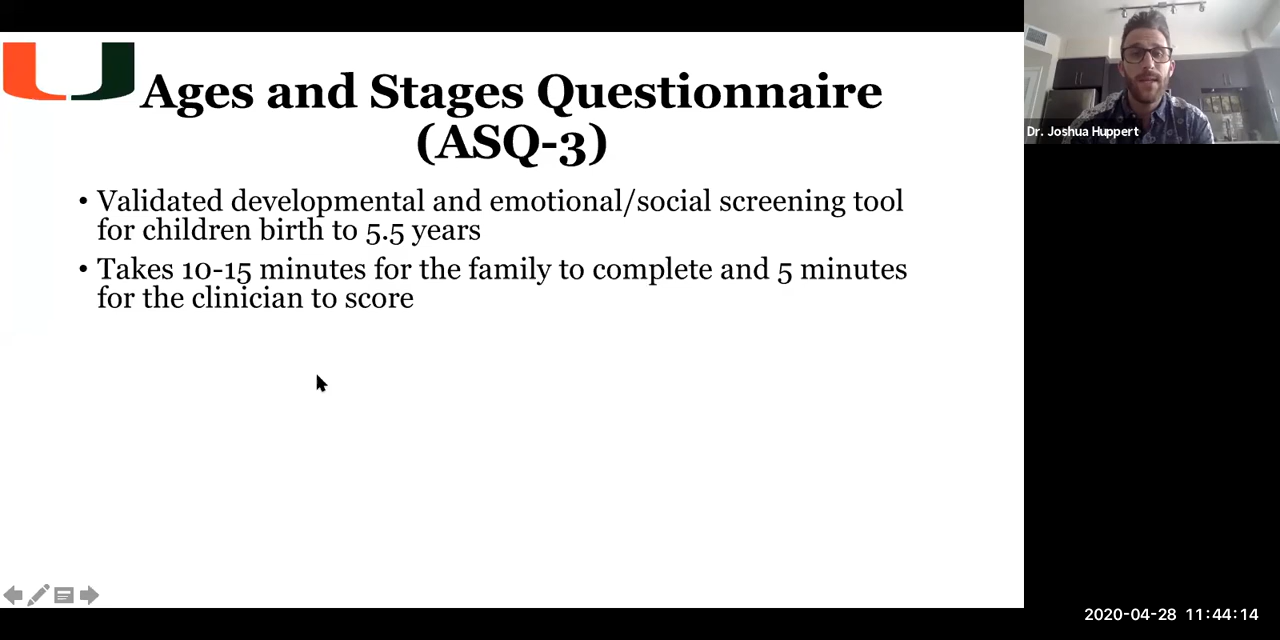 Ages and Stages Questionnaire
(ASQ-3)
• Validated developmental and emotional/social screening tool
for children birth to 5.5 years
• Takes 10-15 minutes for the family to complete and 5 minutes
for the clinician to score
Dr. Joshua Huppert
2020-04-28 11:44:14